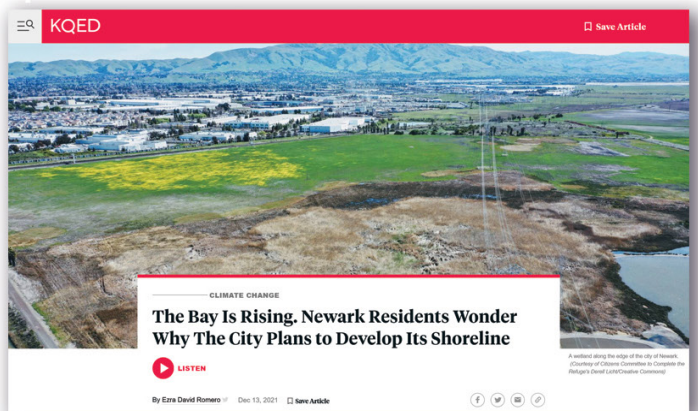 KQED
Save Article
CLIMATE CHANGE
The Bay Is Rising. Newark Residents Wonder
Why The City Plans to Develop Its Shoreline
LISTEN
By Ezra David Romero
Dec 13, 2021
Save Article
A wetland along the edge of the city of Newark.
(Courtesy of Citizens Committee to Complete the
Refuge's Derell Licht/Creative Commons)